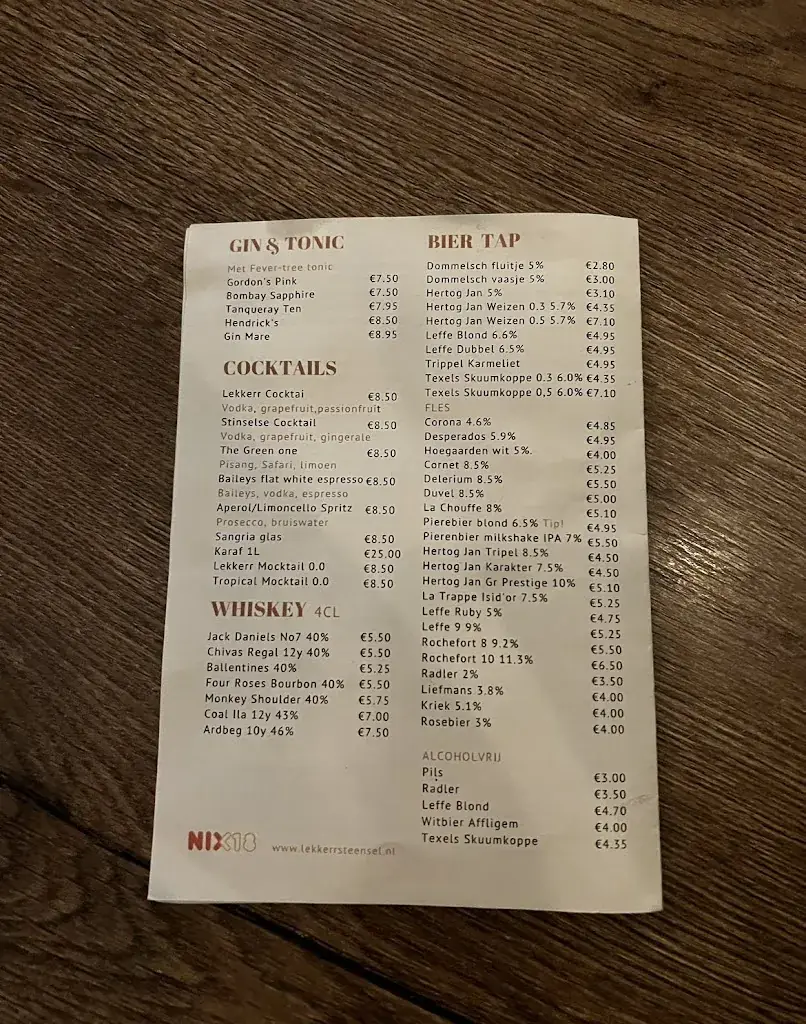 GIN & TONIC
Met Fever-tree tonic
Gordon's Pink €7.50
Bombay Sapphire €7.50
Tanqueray Ten €7.95
Hendrick's €8.50
Gin Mare €8.95
COCKTAILS
Lekkerr Cocktai €8.50
Vodka, grapefruit,passionfruit
Stinselse Cocktail €8.50
Vodka, grapefruit, gingerale
The Green one €8.50
Pisang, Safari, limoen
Baileys flat white espresso €8.50
Baileys, vodka, espresso
Aperol/Limoncello Spritz €8.50
Prosecco, bruiswater
Sangria glas €8.50
Karaf 1L €25.00
Lekkerr Mocktail 0.0 €8.50
Tropical Mocktail 0.0 €8.50
WHISKEY 4CL
Jack Daniels No7 40% €5.50
Chivas Regal 12y 40% €5.50
Ballentines 40% €5.25
Four Roses Bourbon 40% €5.50
Monkey Shoulder 40% €5.75
Coal Ila 12y 43% €7.00
Ardbeg 10y 46% €7.50
NIX18 www.lekkerrsteensel.nl
BIER TAP
Dommelsch fluitje 5% €2.80
Dommelsch vaasje 5% €3.00
Hertog Jan 5% €3.10
Hertog Jan Weizen 0.3 5.7% €4.35
Hertog Jan Weizen 0.5 5.7% €7.10
Leffe Blond 6.6% €4.95
Leffe Dubbel 6.5% €4.95
Trippel Karmeliet €4.95
Texels Skuumkoppe 0.3 6.0% €4.35
Texels Skuumkoppe 0,5 6.0% €7.10
FLES
Corona 4.6% €4.85
Desperados 5.9% €4.95
Hoegaarden wit 5%. €4.00
Cornet 8.5% €5.25
Delerium 8.5% €5.50
Duvel 8.5% €5.00
La Chouffe 8% €5.10
Pierebier blond 6.5% Tip! €4.95
Pierenbier milkshake IPA 7% €5.50
Hertog Jan Tripel 8.5% €4.50
Hertog Jan Karakter 7.5% €4.50
Hertog Jan Gr Prestige 10% €5.10
La Trappe Isid'or 7.5% €5.25
Leffe Ruby 5% €4.75
Leffe 9 9% €5.25
Rochefort 8 9.2% €5.50
Rochefort 10 11.3% €6.50
Radler 2% €3.50
Liefmans 3.8% €4.00
Kriek 5.1% €4.00
Rosebier 3% €4.00
ALCOHOLVRIJ
Pils €3.00
Radler €3.50
Leffe Blond €4.70
Witbier Affligem €4.00
Texels Skuumkoppe €4.35